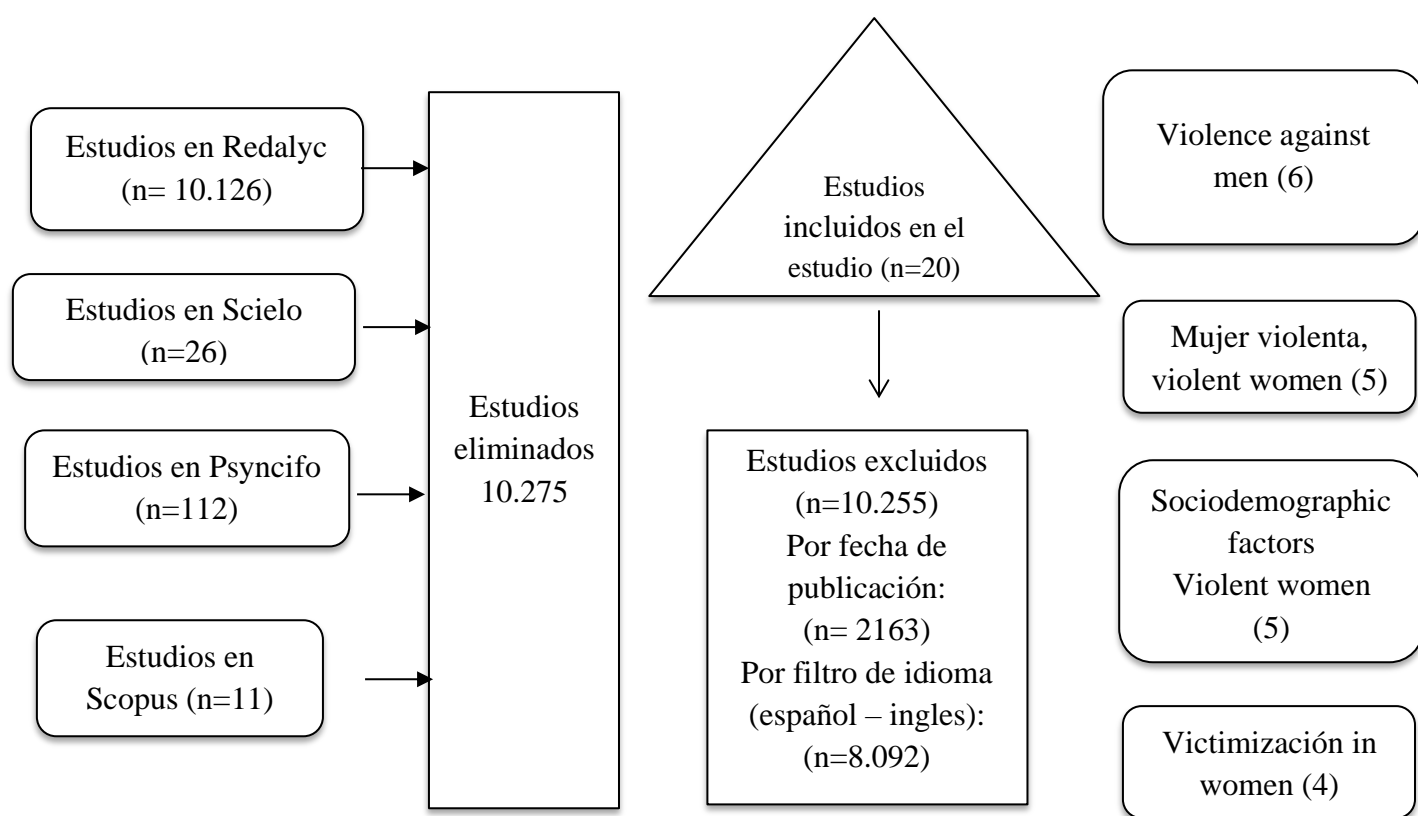 Estudios en Redalyc
(n= 10.126)
Estudios en Scielo
(n=26)
Estudios en Psyncifo
(n=112)
Estudios en
Scopus (n=11)
Estudios
eliminados
10.275
Estudios
incluidos en el
estudio (n=20)
Estudios excluidos
(n=10.255)
Por fecha de
publicación:
(n= 2163)
Por filtro de idioma
(español – ingles):
(n=8.092)
Violence against
men (6)
Mujer violenta,
violent women (5)
Sociodemographic
factors
Violent women
(5)
Victimización in
women (4)